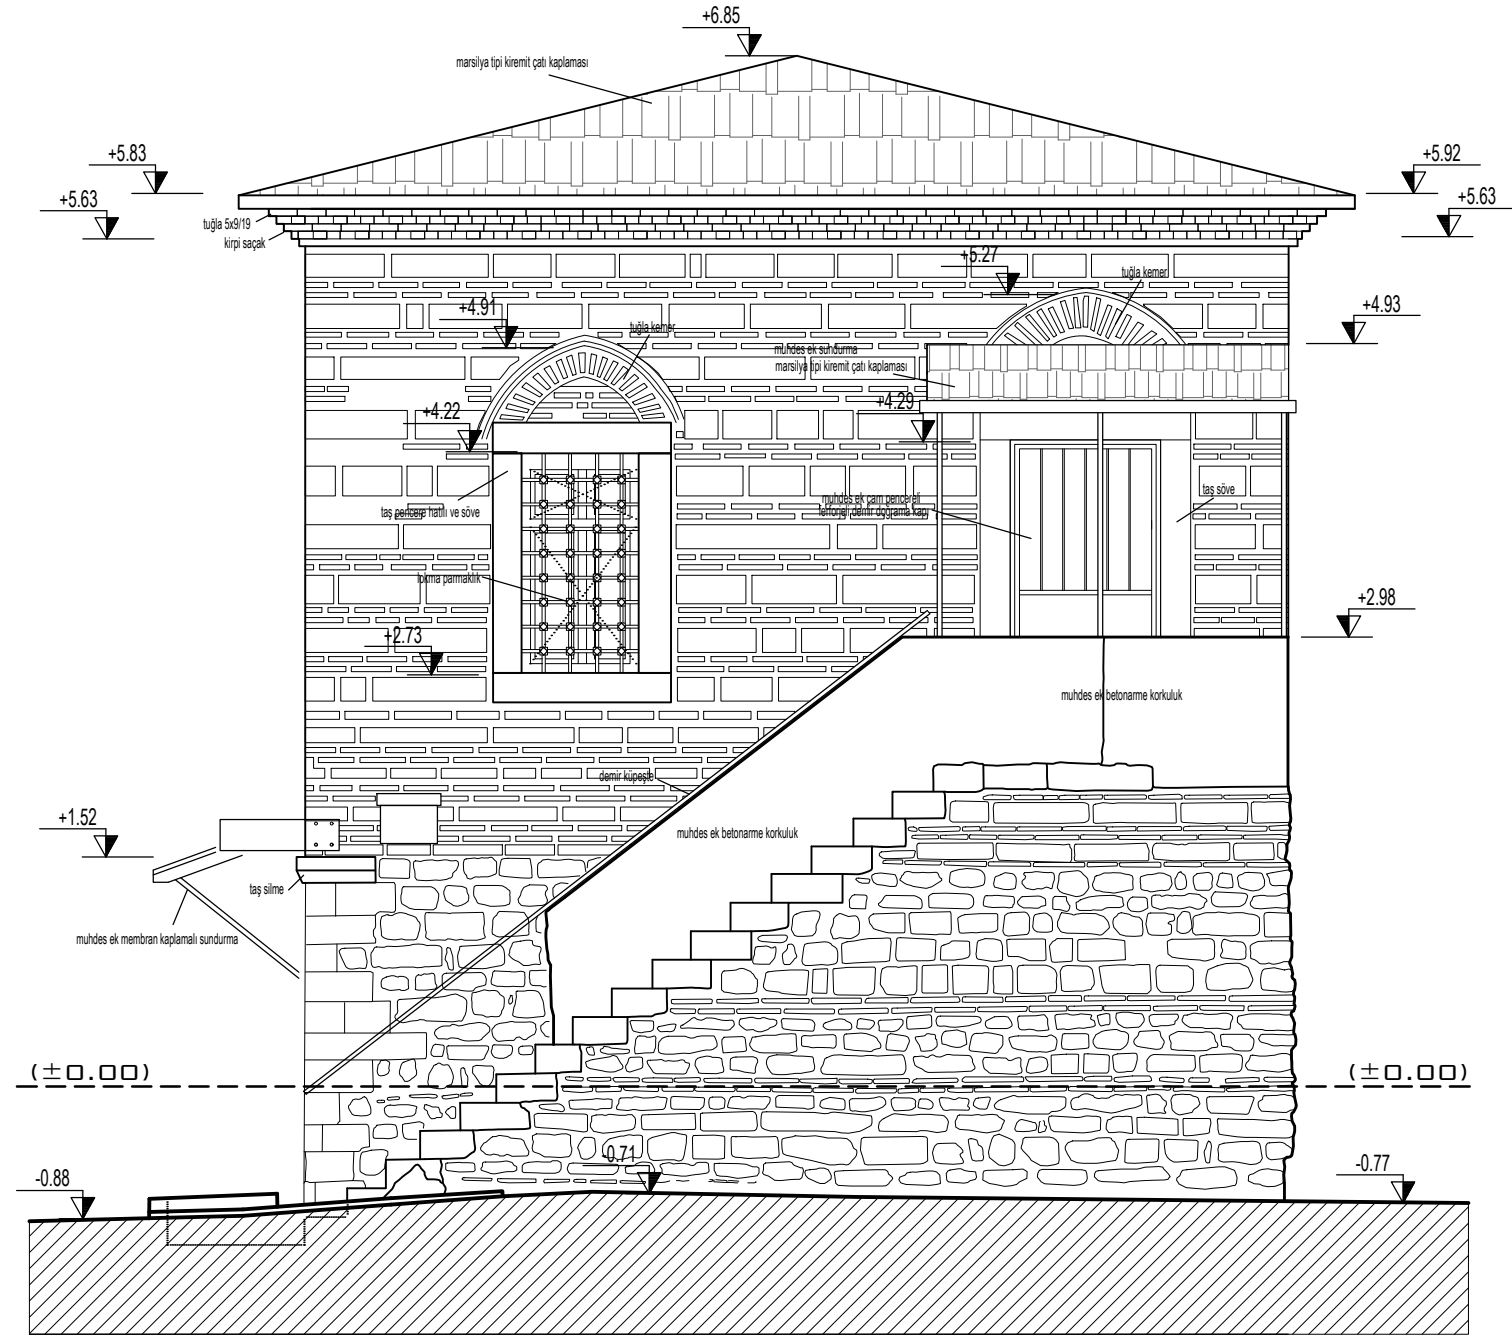 +6.85
marsilya tipi kiremit çatı kaplaması
+5.83
+5.92
+5.63
+5.63
tuğla 5x9/19
kirpi saçak
+5.27
tuğla kemer
+4.91
+4.93
tuğla kemer
muhdes ek sundurma
marsilya tipi kiremit çatı kaplaması
+4.22
+4.29
taş söve
muhdes ek cam pencereli
ferforjeli demir doğrama kapı
taş pencere hatılı ve söve
lokma parmaklık
+2.98
+2.73
muhdes ek betonarme korkuluk
demir küpeşte
+1.52
muhdes ek betonarme korkuluk
taş silme
muhdes ek membran kaplamalı sundurma
(±0.00)
(±0.00)
-0.71
-0.77
-0.88